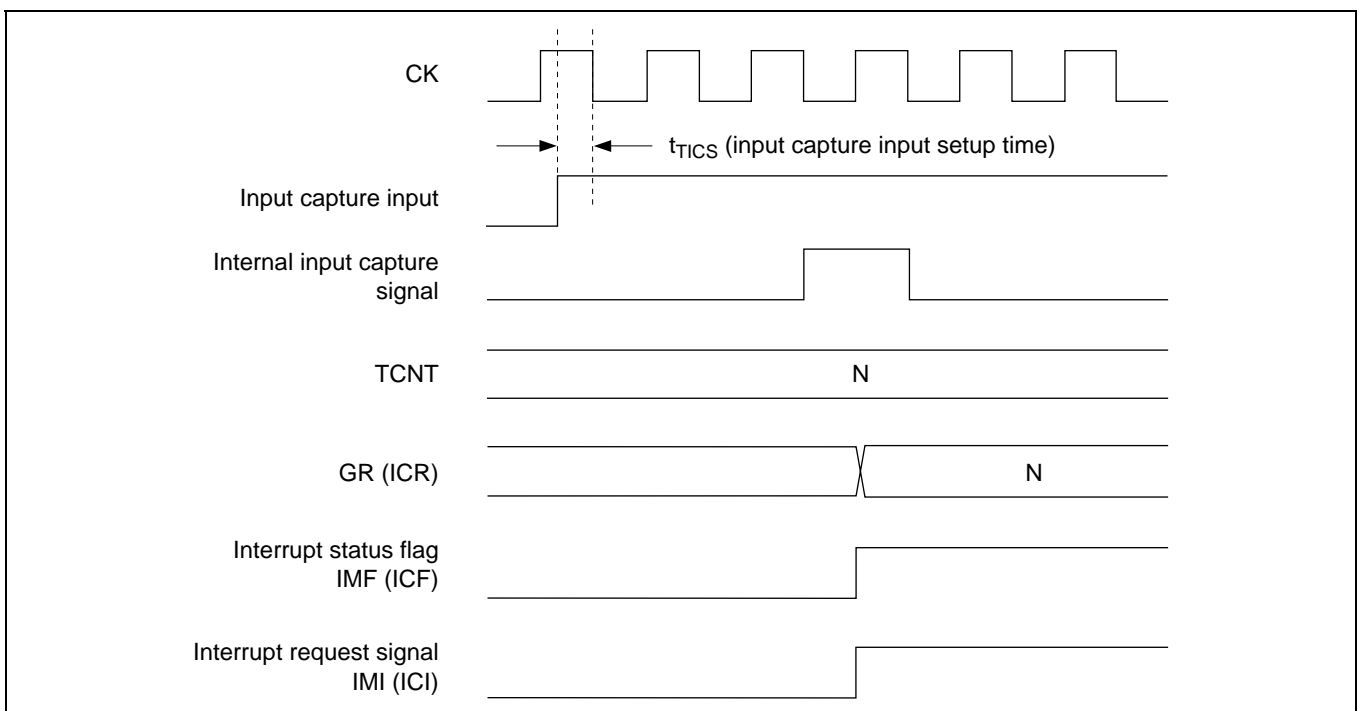 CK
tTICS (input capture input setup time)
Input capture input
Internal input capture
signal
TCNT
N
GR (ICR)
N
Interrupt status flag
IMF (ICF)
Interrupt request signal
IMI (ICI)